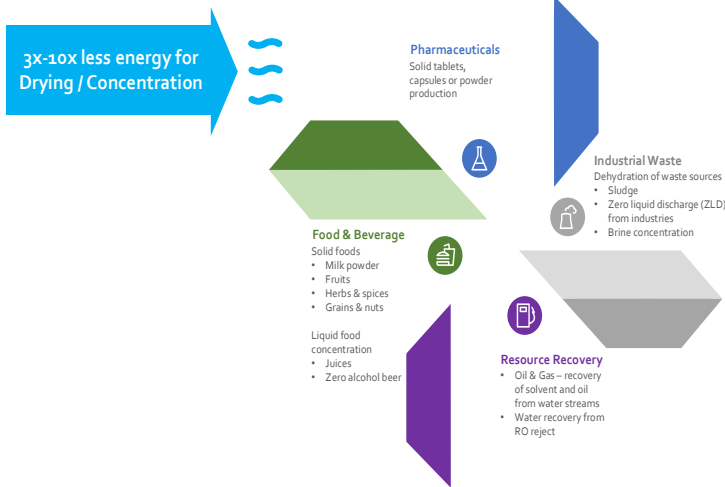 3x-10x less energy for
Drying / Concentration
Pharmaceuticals
Solid tablets,
capsules or powder
production
Industrial Waste
Dehydration of waste sources
• Sludge
• Zero liquid discharge (ZLD)
from industries
• Brine concentration
Food & Beverage
Solid foods
• Milk powder
• Fruits
• Herbs & spices
• Grains & nuts
Liquid food
concentration
• Juices
• Zero alcohol beer
Resource Recovery
• Oil & Gas – recovery
of solvent and oil
from water streams
• Water recovery from
RO reject